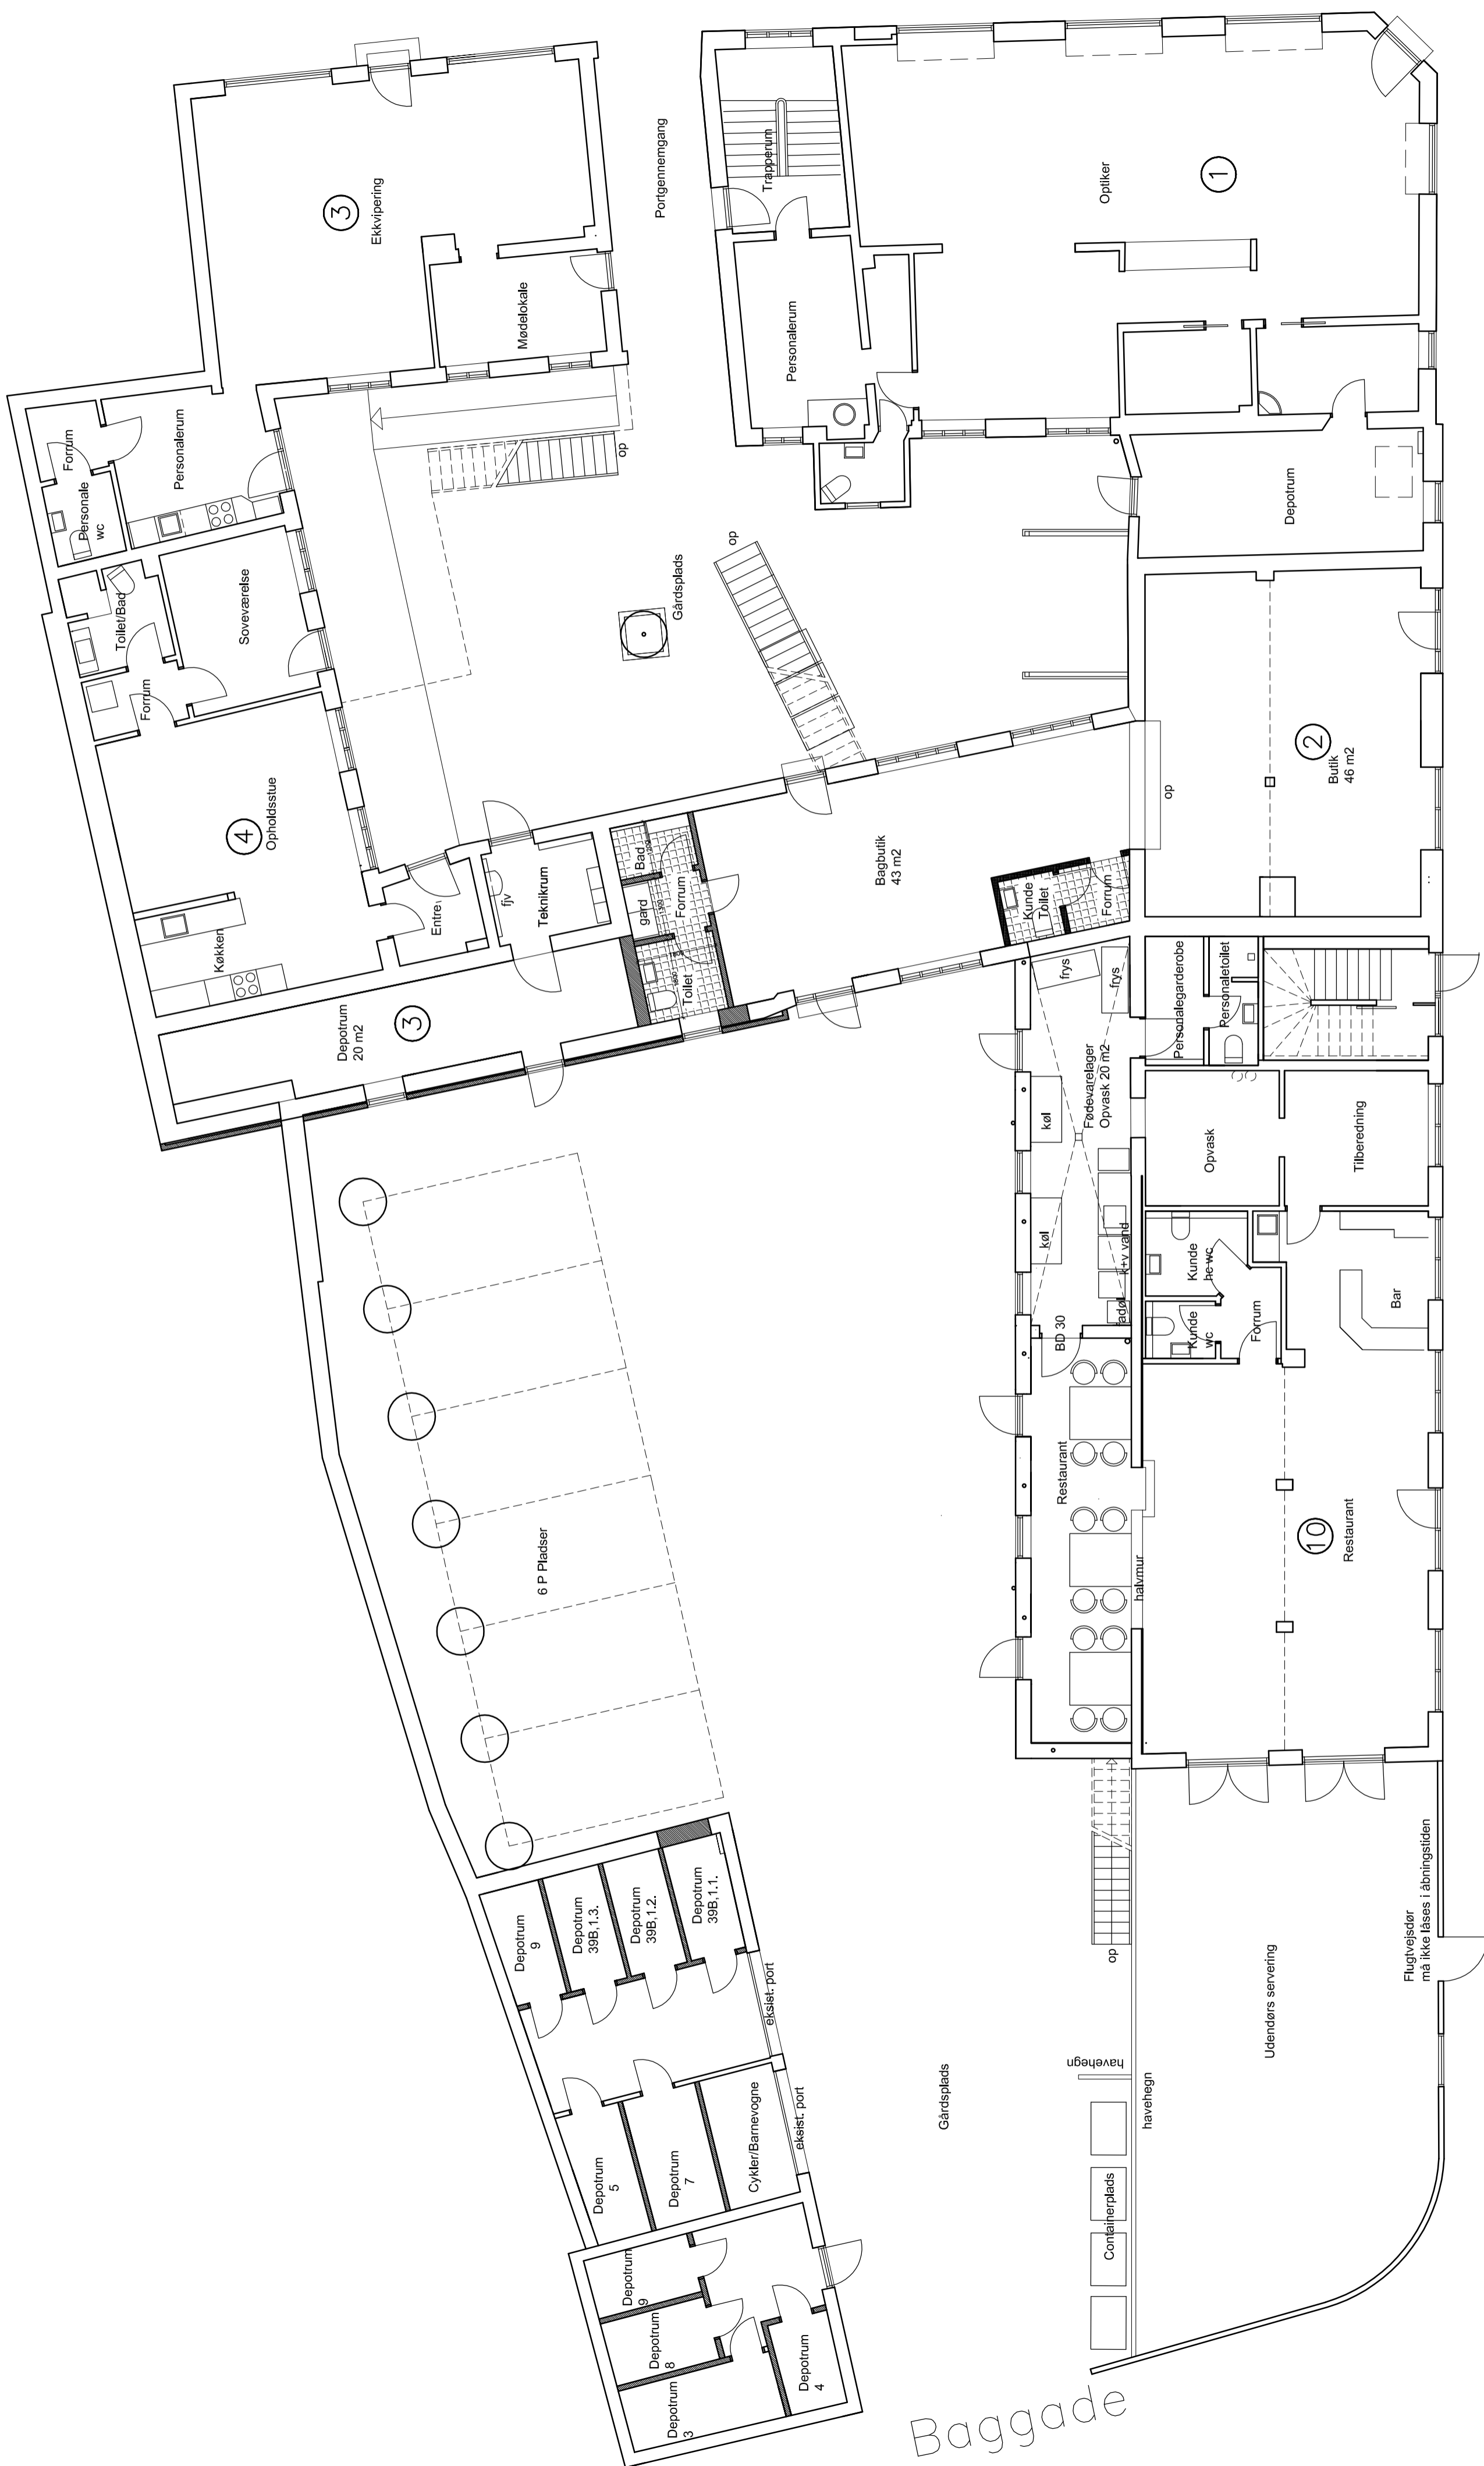 3
Ekkvipering
Mødelokale
Portgennemgang
Trapperum
Personalerum
Optiker
1
Forrum
Personale
wc
Personalerum
Toilet/Bad
Soveværelse
Forrum
4
Opholdsstue
Køkken
Entre
op
op
Gårdsplads
Depotrum
2
Butik
46 m2
op
fjv
Teknikrum
Bad
gard
Forrum
Toilet
Bagbutik
43 m2
Kunde
Toilet
Forrum
Depotrum
20 m2
3
frys
frys
Personalegarderobe
Personaletoilet
Fødevarelager
Opvask 20 m2
køl
køl
Opvask
Tilberedning
k+v vand
Kunde
hc wc
Kunde
wc
Forrum
Bar
BD 30
Restaurant
halvmur
10
Restaurant
6 P Pladser
Depotrum
9
Depotrum
39B,1.3.
Depotrum
39B,1.2.
Depotrum
39B,1.1.
eksist. port
eksist. port
Depotrum
5
Depotrum
7
Cykler/Barnevogne
Depotrum
9
Depotrum
8
Depotrum
3
Depotrum
4
Gårdsplads
op
havehegn
havehegn
Containerplads
Udendørs servering
Flugtvejsdør
må ikke låses i åbningstiden
Baggade